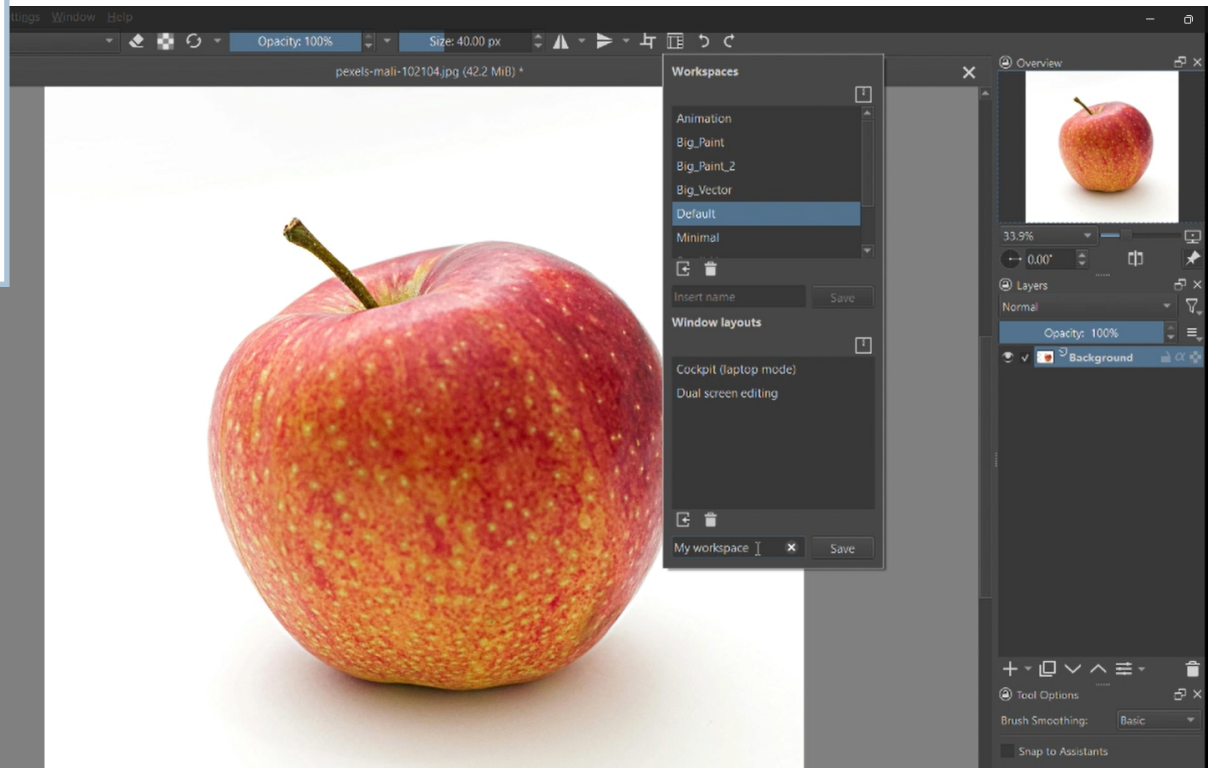 ttings Window Help
Opacity: 100%
Size: 40.00 px
pexels-mali-102104.jpg (42.2 MiB) *
Workspaces
Animation
Big_Paint
Big_Paint_2
Big_Vector
Default
Minimal
Insert name
Save
Window layouts
Cockpit (laptop mode)
Dual screen editing
My workspace
Save
Overview
33.9%
0.00°
Layers
Normal
Opacity: 100%
Background
Tool Options
Brush Smoothing: Basic
Snap to Assistants